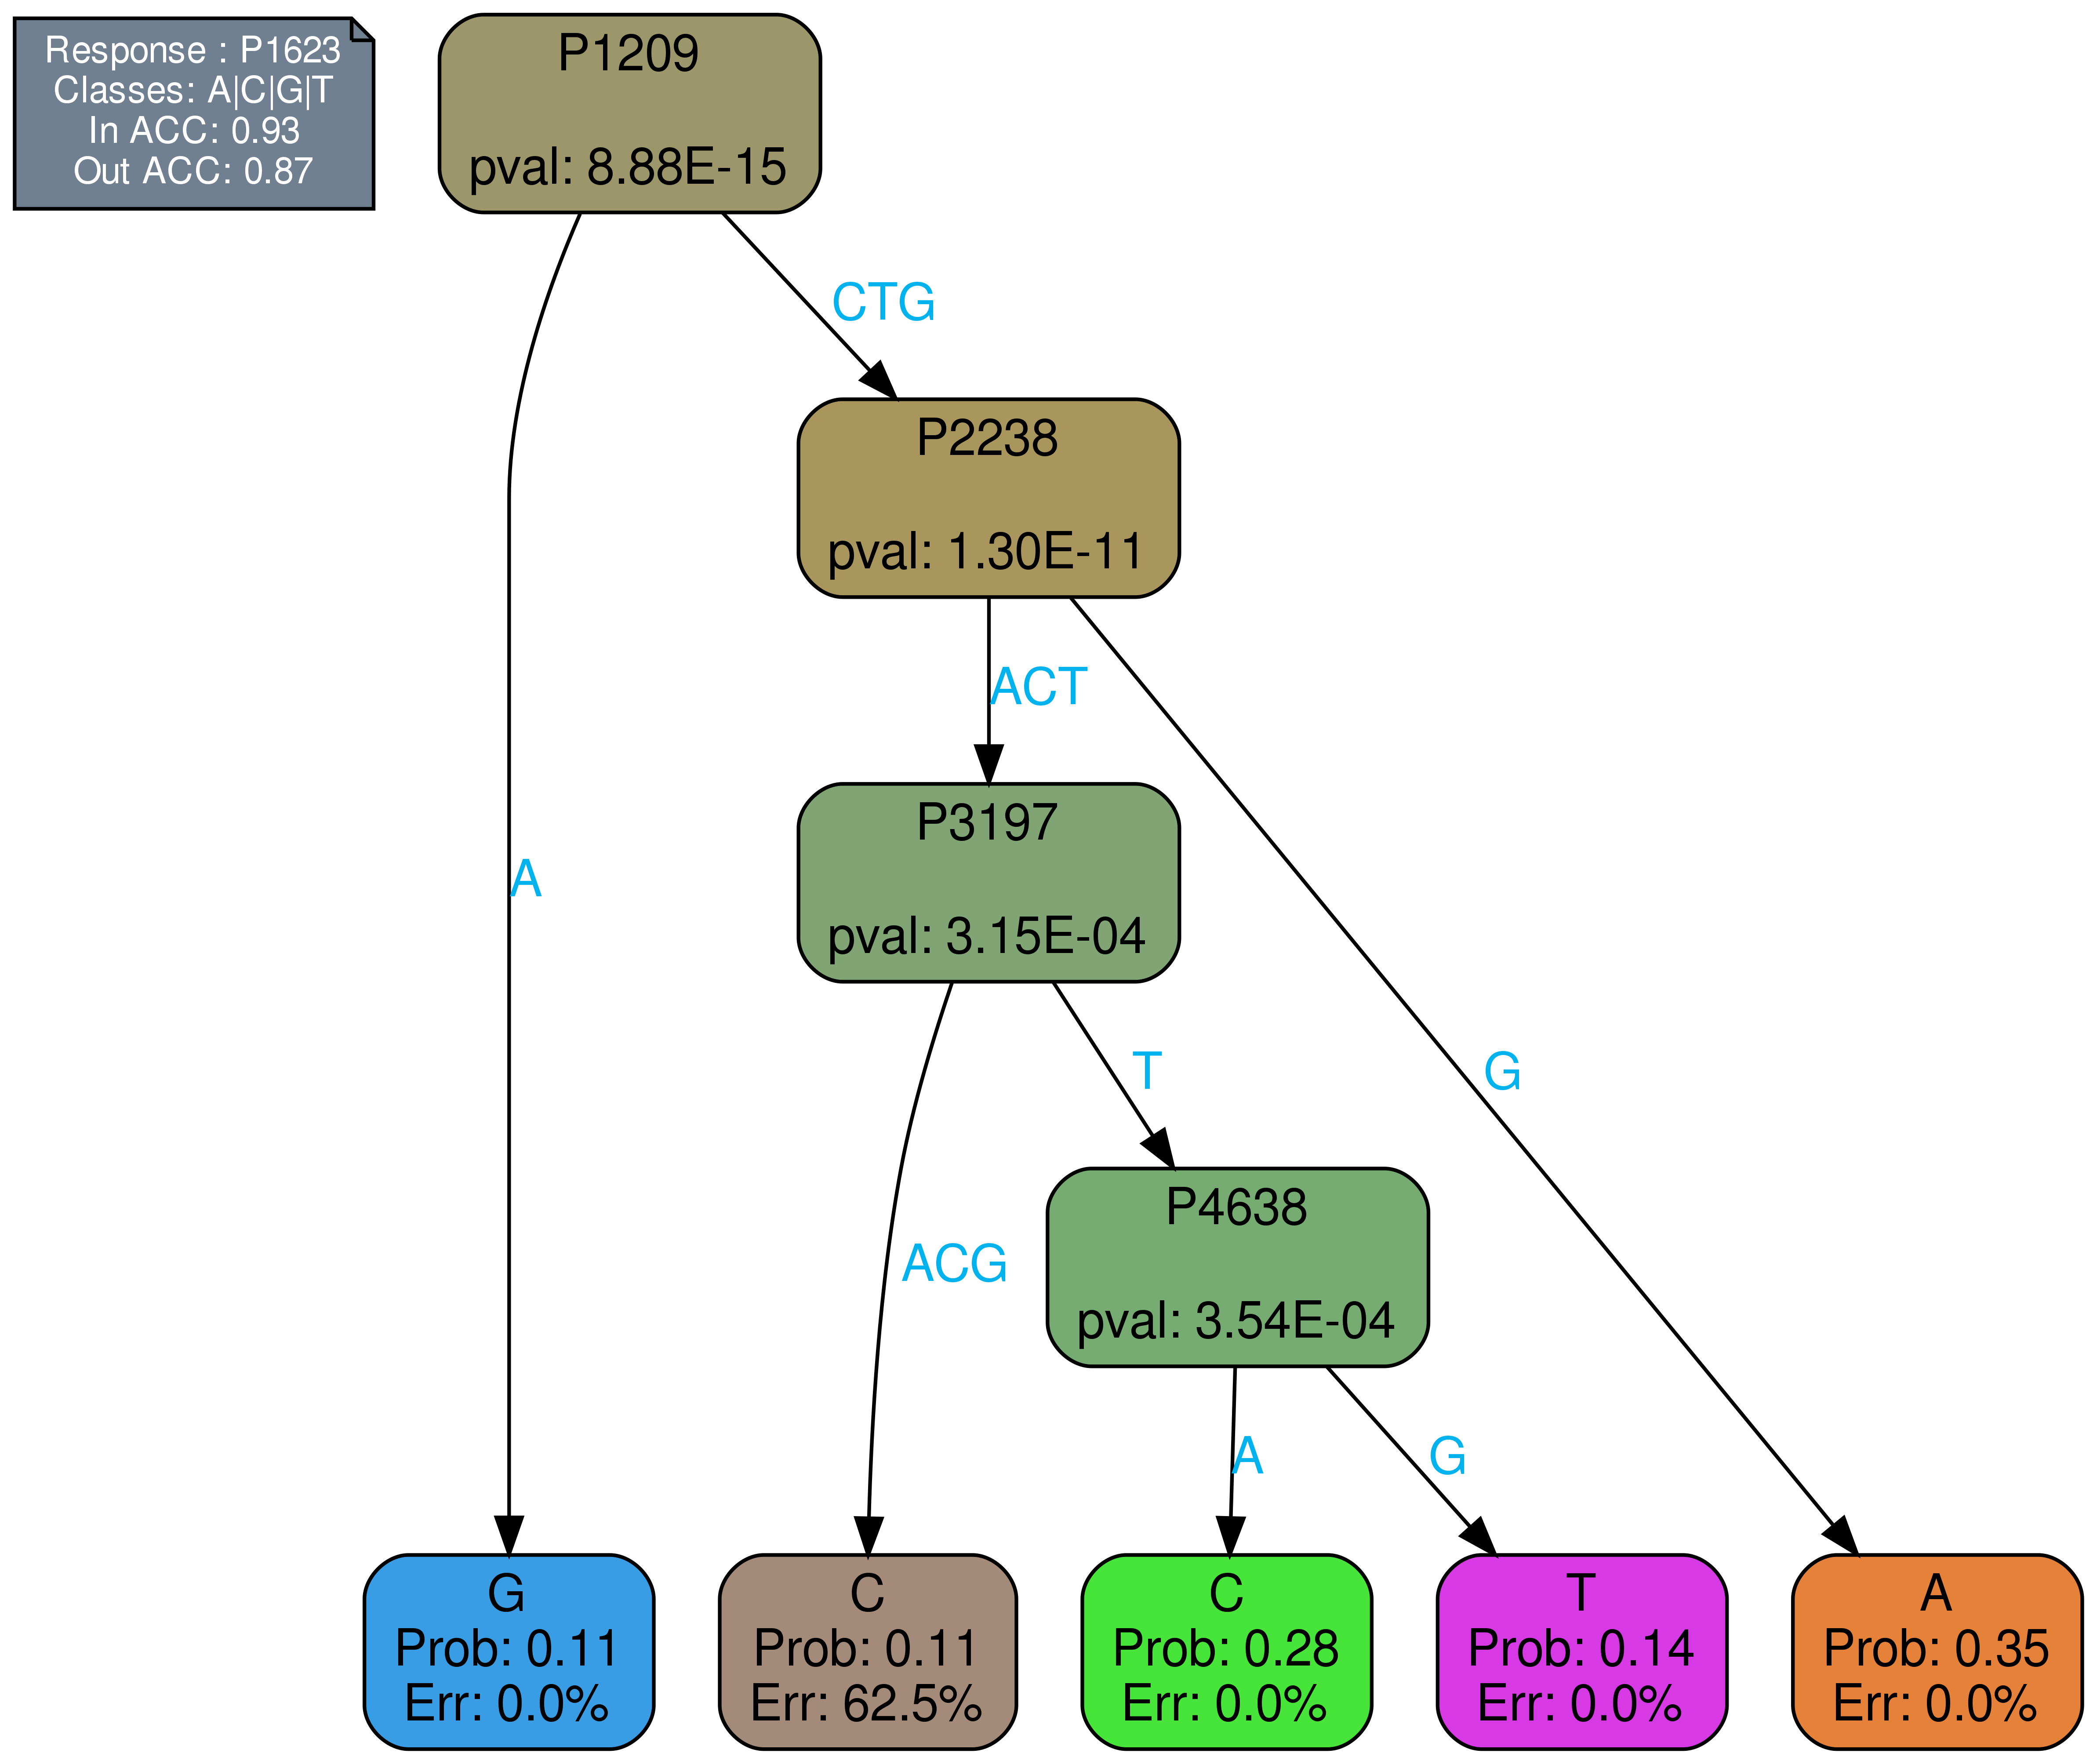 Response : P1623
Classes: A|C|G|T
In ACC: 0.93
Out ACC: 0.87
P1209
pval: 8.88E-15
CTG
P2238
pval: 1.30E-11
ACT
P3197
pval: 3.15E-04
A
T
G
P4638
pval: 3.54E-04
ACG
A
G
G
Prob: 0.11
Err: 0.0%
C
Prob: 0.11
Err: 62.5%
C
Prob: 0.28
Err: 0.0%
T
Prob: 0.14
Err: 0.0%
A
Prob: 0.35
Err: 0.0%